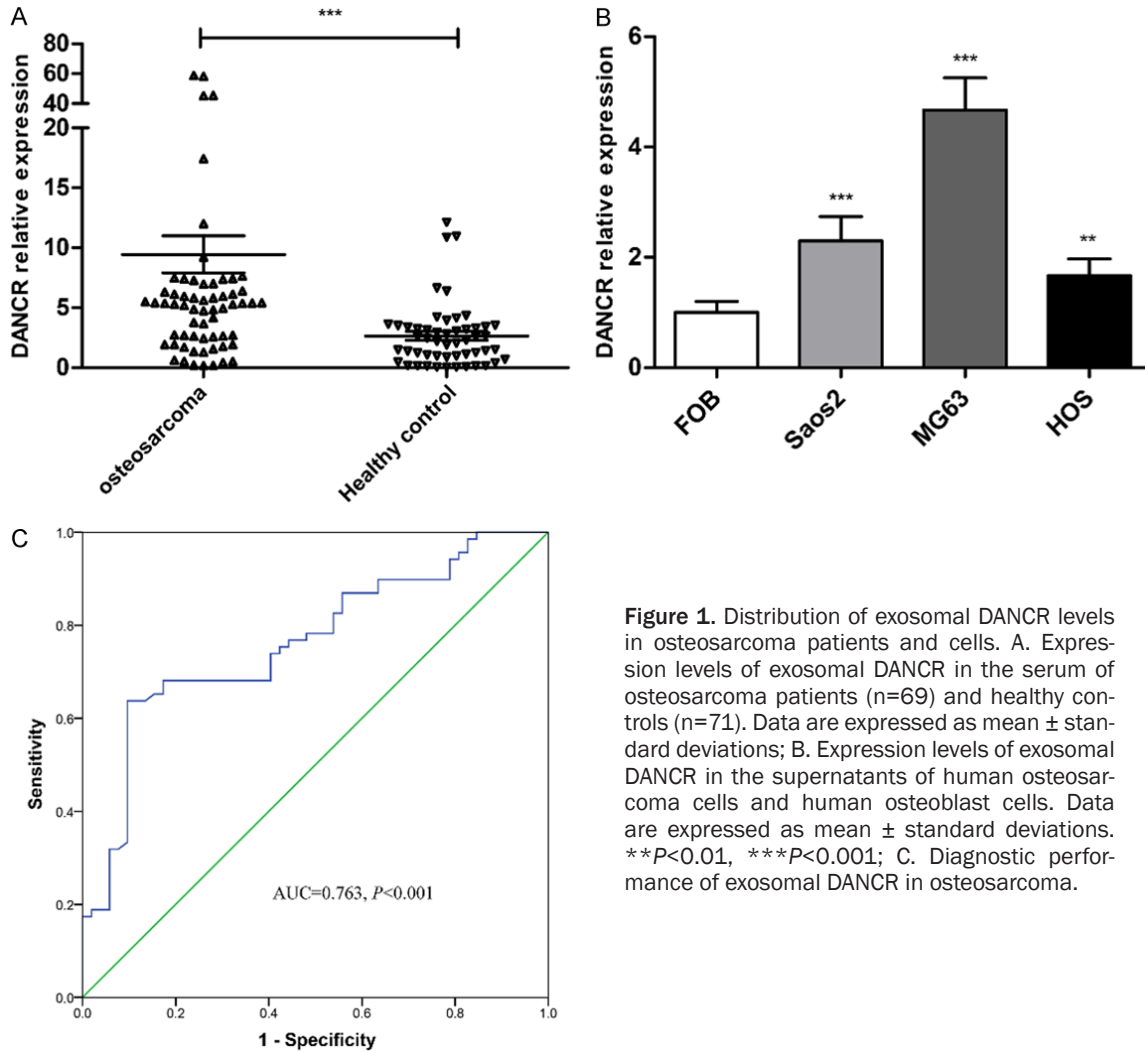 A
***
DANCR relative expression
80
60
40
20
15
10
5
0
osteosarcoma
Healthy control
B
DANCR relative expression
6
4
2
0
***
***
**
FOB
Saos2
MG63
HOS
C
Sensitivity
1.0
0.8
0.6
0.4
0.2
0.0
AUC=0.763, P<0.001
0.0 0.2 0.4 0.6 0.8 1.0
1 - Specificity
Figure 1. Distribution of exosomal DANCR levels
in osteosarcoma patients and cells. A. Expres-
sion levels of exosomal DANCR in the serum of
osteosarcoma patients (n=69) and healthy con-
trols (n=71). Data are expressed as mean ± stan-
dard deviations; B. Expression levels of exosomal
DANCR in the supernatants of human osteosar-
coma cells and human osteoblast cells. Data
are expressed as mean ± standard deviations.
**P<0.01, ***P<0.001; C. Diagnostic perfor-
mance of exosomal DANCR in osteosarcoma.